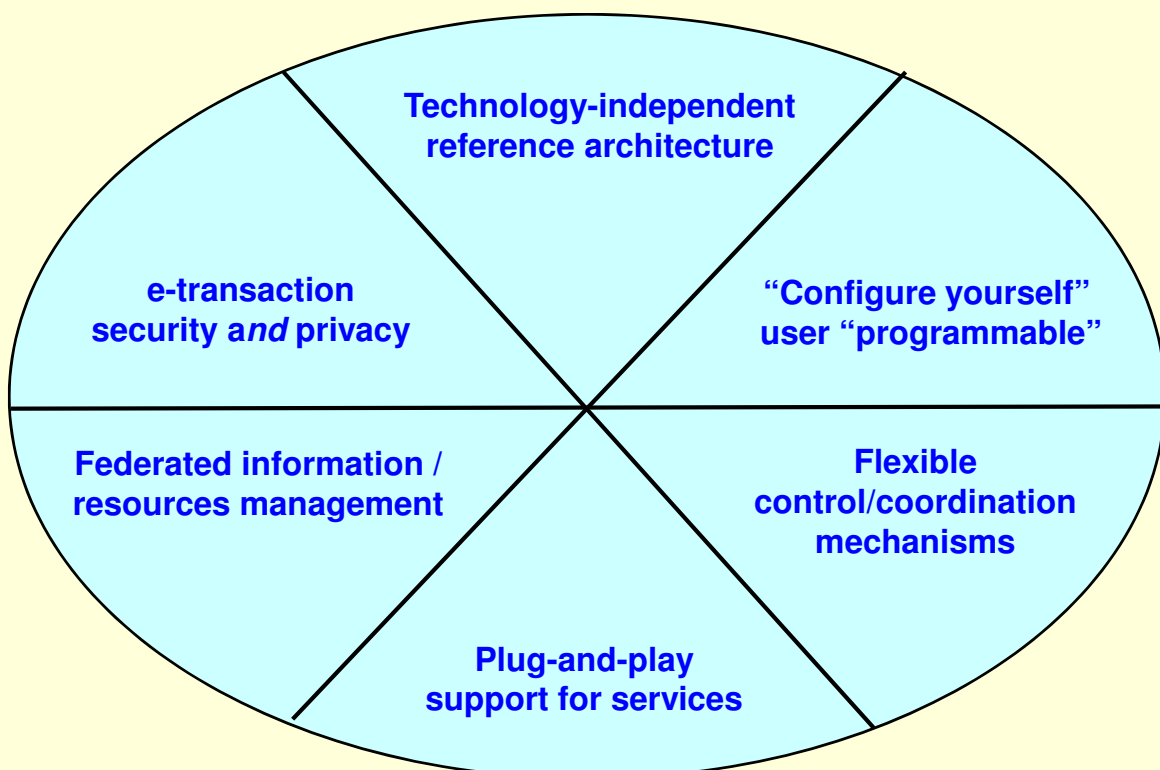 Technology-independent
reference architecture
e-transaction
security and privacy
“Configure yourself”
user “programmable”
Federated information /
resources management
Flexible
control/coordination
mechanisms
Plug-and-play
support for services